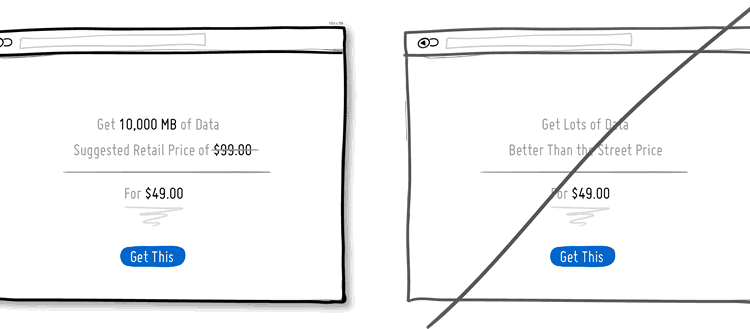 Get 10,000 MB of Data
Suggested Retail Price of $99.00
For $49.00
Get This
Get Lots of Data
Better Than the Street Price
For $49.00
Get This